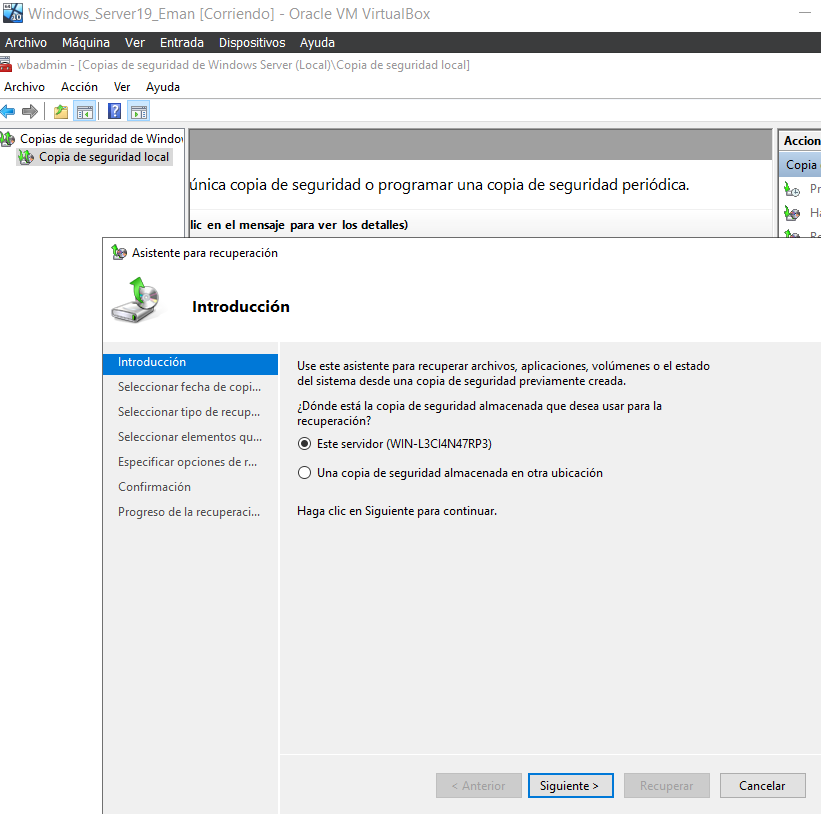 Windows_Server19_Eman [Corriendo] - Oracle VM VirtualBox
Archivo Máquina Ver Entrada Dispositivos Ayuda
wbadmin - [Copias de seguridad de Windows Server (Local)\Copia de seguridad local]
Archivo Acción Ver Ayuda
Copias de seguridad de Windo
Copia de seguridad local
única copia de seguridad o programar una copia de seguridad periódica.
lic en el mensaje para ver los detalles)
Accion
Copia
Pr
Ha
Asistente para recuperación
Introducción
Introducción
Seleccionar fecha de copi...
Seleccionar tipo de recup...
Seleccionar elementos qu...
Especificar opciones de r...
Confirmación
Progreso de la recuperaci...
Use este asistente para recuperar archivos, aplicaciones, volúmenes o el estado
del sistema desde una copia de seguridad previamente creada.
¿Dónde está la copia de seguridad almacenada que desea usar para la
recuperación?
Este servidor (WIN-L3CI4N47RP3)
Una copia de seguridad almacenada en otra ubicación
Haga clic en Siguiente para continuar.
< Anterior
Siguiente >
Recuperar
Cancelar